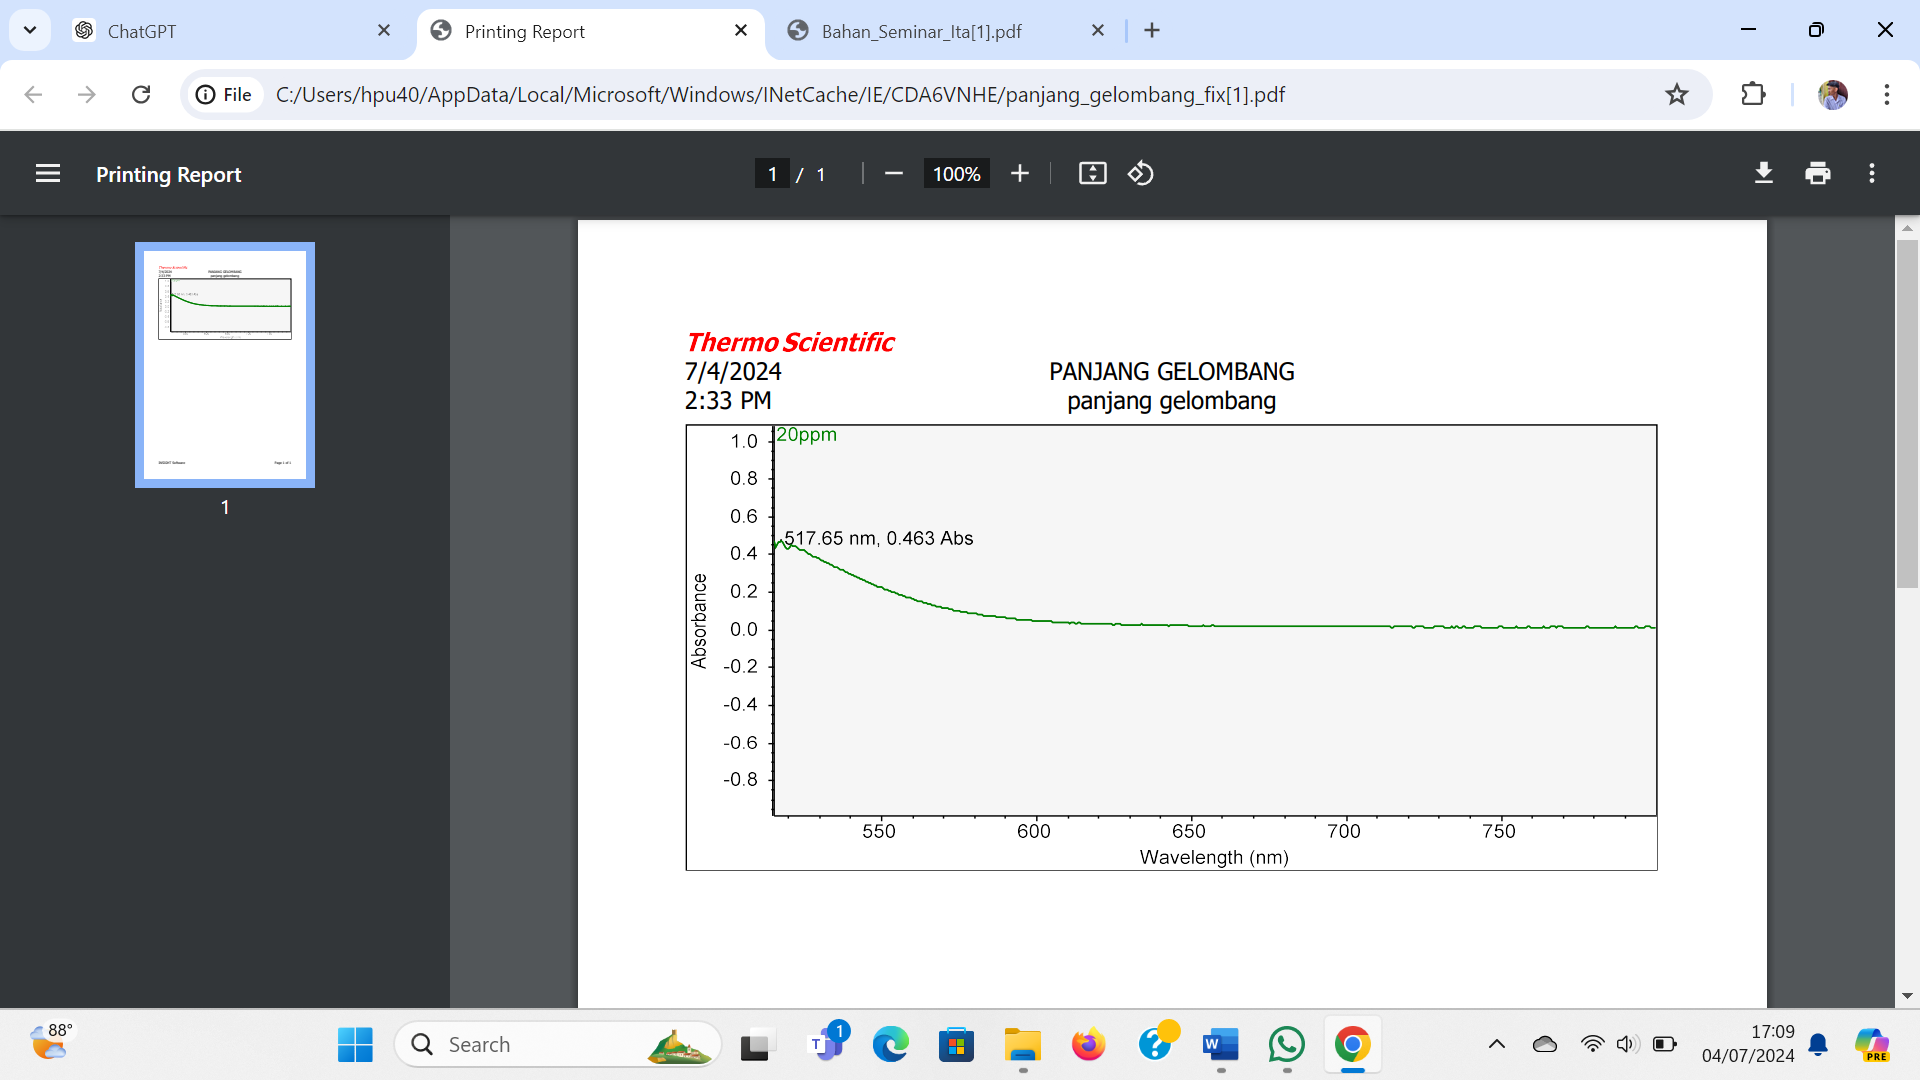 ChatGPT
Printing Report
Bahan_Seminar_Ita[1].pdf
File
C:/Users/hpu40/AppData/Local/Microsoft/Windows/INetCache/IE/CDA6VNHE/panjang_gelombang_fix[1].pdf
Printing Report
1 / 1
100%
1
Thermo Scientific
7/4/2024
PANJANG GELOMBANG
2:33 PM
panjang gelombang
20ppm
517.65 nm, 0.463 Abs
Absorbance
1.0
0.8
0.6
0.4
0.2
0.0
-0.2
-0.4
-0.6
-0.8
550 600 650 700 750
Wavelength (nm)
88°
Search
1
17:09
04/07/2024
PRE